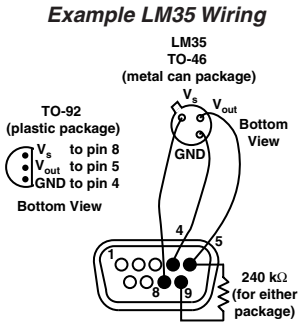 Example LM35 Wiring
LM35
TO-46
(metal can package)
Vs
Vout
Bottom
View
GND
TO-92
(plastic package)
Vs to pin 8
Vout to pin 5
GND to pin 4
Bottom View
1
4
5
8
9
240 kΩ
(for either
package)